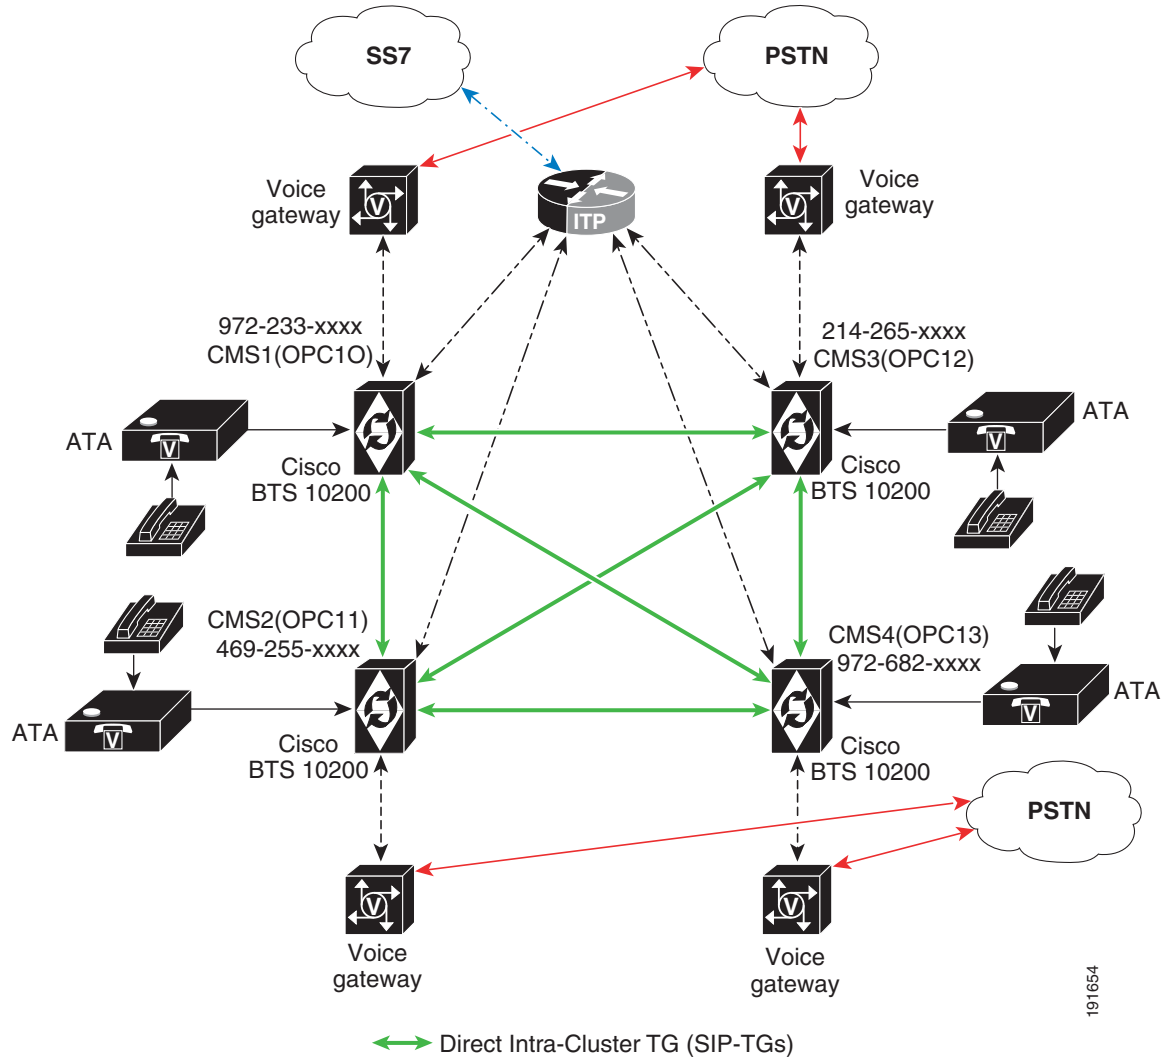 SS7
PSTN
Voice
gateway
Voice
gateway
ITP
V
V
972-233-xxxx
CMS1(OPC1O)
214-265-xxxx
CMS3(OPC12)
ATA
V
ATA
V
Cisco
BTS 10200
Cisco
BTS 10200
CMS2(OPC11)
469-255-xxxx
CMS4(OPC13)
972-682-xxxx
ATA
V
ATA
V
Cisco
BTS 10200
Cisco
BTS 10200
PSTN
V
V
Voice
gateway
Voice
gateway
191654
Direct Intra-Cluster TG (SIP-TGs)